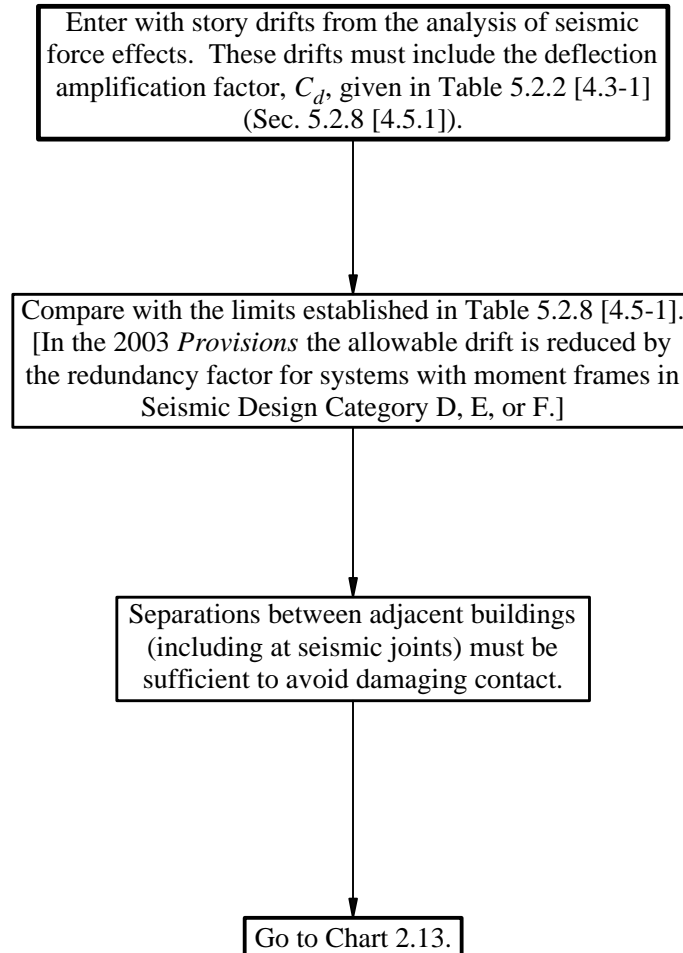 Enter with story drifts from the analysis of seismic
force effects.  These drifts must include the deflection
amplification factor, C_d, given in Table 5.2.2 [4.3-1]
(Sec. 5.2.8 [4.5.1]).
Compare with the limits established in Table 5.2.8 [4.5-1].
[In the 2003 Provisions the allowable drift is reduced by
the redundancy factor for systems with moment frames in
Seismic Design Category D, E, or F.]
Separations between adjacent buildings
(including at seismic joints) must be
sufficient to avoid damaging contact.
Go to Chart 2.13.